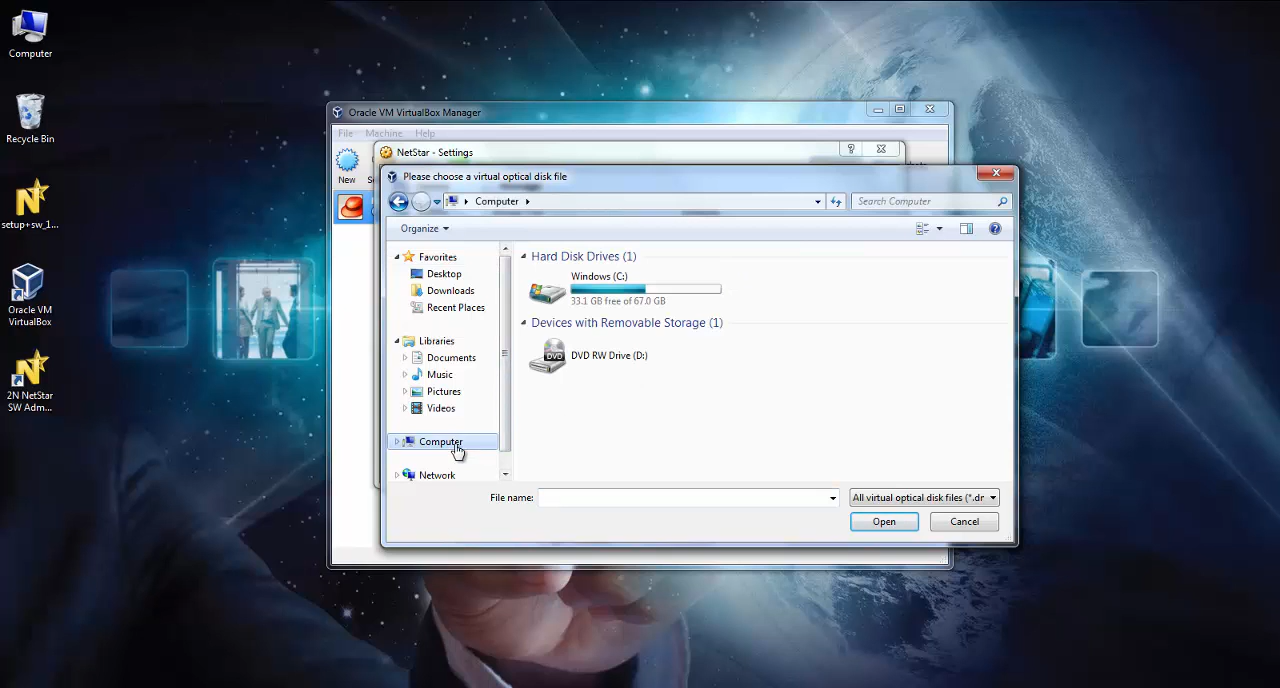 Computer
Recycle Bin
setup+sw_1...
Oracle VM
VirtualBox
2N NetStar
SW Adm...
Oracle VM VirtualBox Manager
File Machine Help
New
NetStar - Settings
?
Please choose a virtual optical disk file
Computer
Search Computer
Organize
?
Favorites
Desktop
Downloads
Recent Places
Libraries
Documents
Music
Pictures
Videos
Computer
Network
Hard Disk Drives (1)
Windows (C:)
33.1 GB free of 67.0 GB
Devices with Removable Storage (1)
DVD
DVD RW Drive (D:)
File name:
All virtual optical disk files (*.dr
Open
Cancel